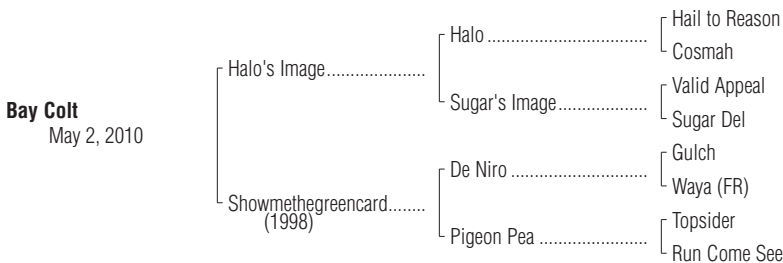 Hail to Reason
Halo ..................................
Cosmah
Halo's Image.....................
Valid Appeal
Sugar's Image...................
Sugar Del
Bay Colt
May 2, 2010
Gulch
De Niro .............................
Waya (FR)
Showmethegreencard........
(1998)
Topsider
Pigeon Pea .......................
Run Come See